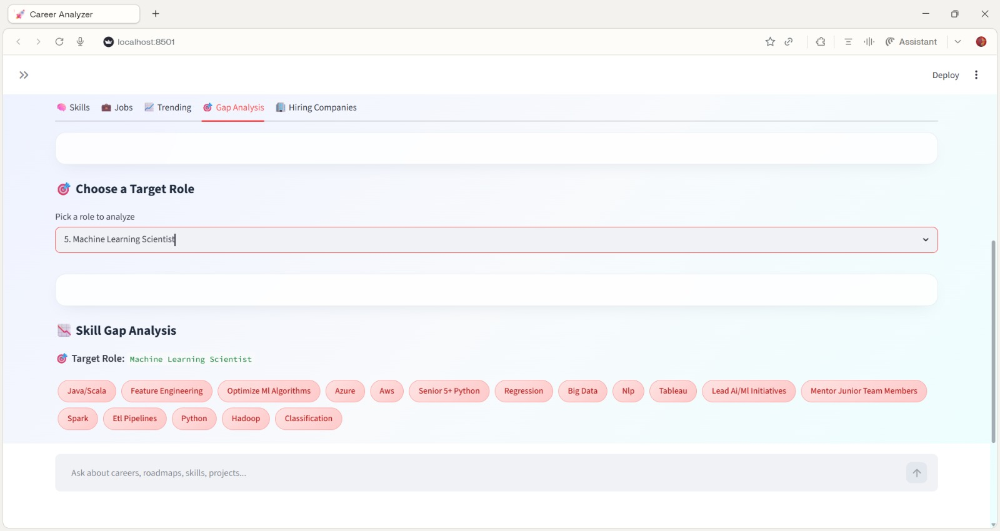 Career Analyzer
localhost:8501
Assistant
Deploy
Skills Jobs Trending Gap Analysis Hiring Companies
Choose a Target Role
Pick a role to analyze
5. Machine Learning Scientist
Skill Gap Analysis
Target Role: Machine Learning Scientist
Java/Scala Feature Engineering Optimize Ml Algorithms Azure Aws Senior 5+ Python Regression Big Data Nlp Tableau Lead Ai/Ml Initiatives Mentor Junior Team Members
Spark Etl Pipelines Python Hadoop Classification
Ask about careers, roadmaps, skills, projects...